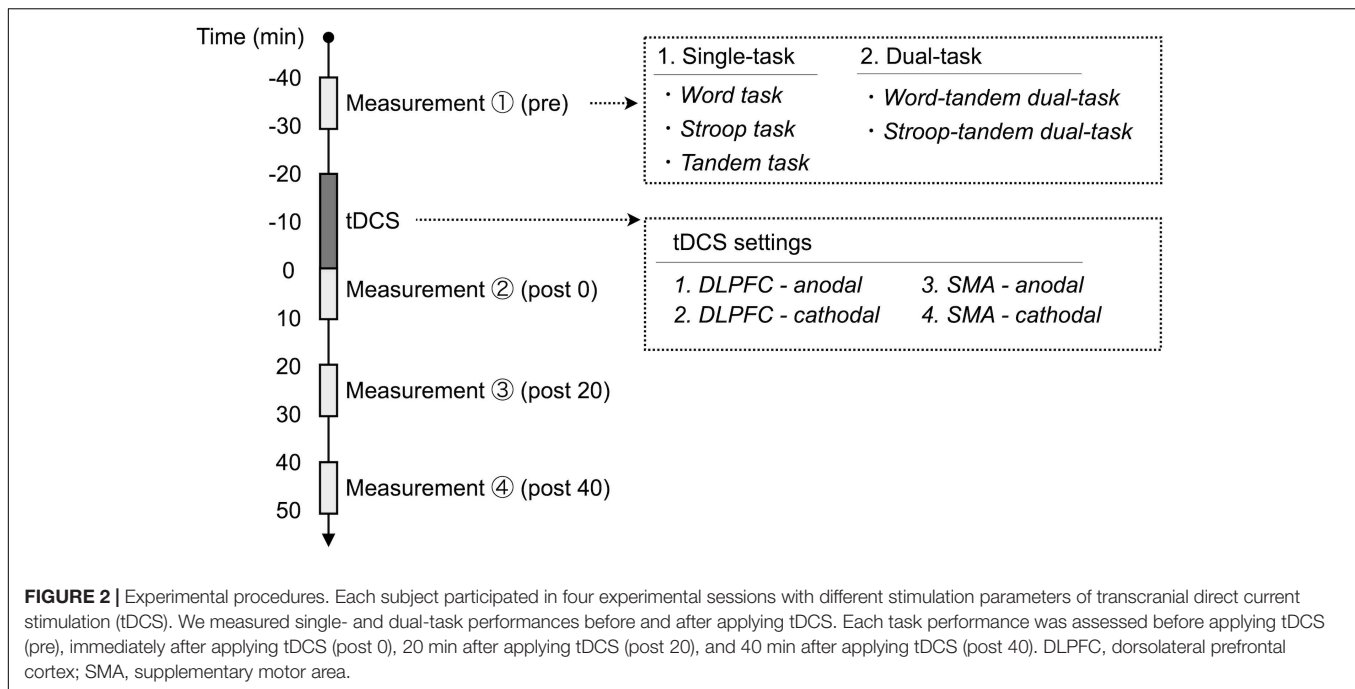 Time (min)
-40
-30
-20
-10
0
10
20
30
40
50
Measurement ① (pre)
tDCS
Measurement ② (post 0)
Measurement ③ (post 20)
Measurement ④ (post 40)
1. Single-task
・Word task
・Stroop task
・Tandem task
2. Dual-task
・Word-tandem dual-task
・Stroop-tandem dual-task
tDCS settings
1. DLPFC - anodal
2. DLPFC - cathodal
3. SMA - anodal
4. SMA - cathodal
FIGURE 2 | Experimental procedures. Each subject participated in four experimental sessions with different stimulation parameters of transcranial direct current
stimulation (tDCS). We measured single- and dual-task performances before and after applying tDCS. Each task performance was assessed before applying tDCS
(pre), immediately after applying tDCS (post 0), 20 min after applying tDCS (post 20), and 40 min after applying tDCS (post 40). DLPFC, dorsolateral prefrontal
cortex; SMA, supplementary motor area.